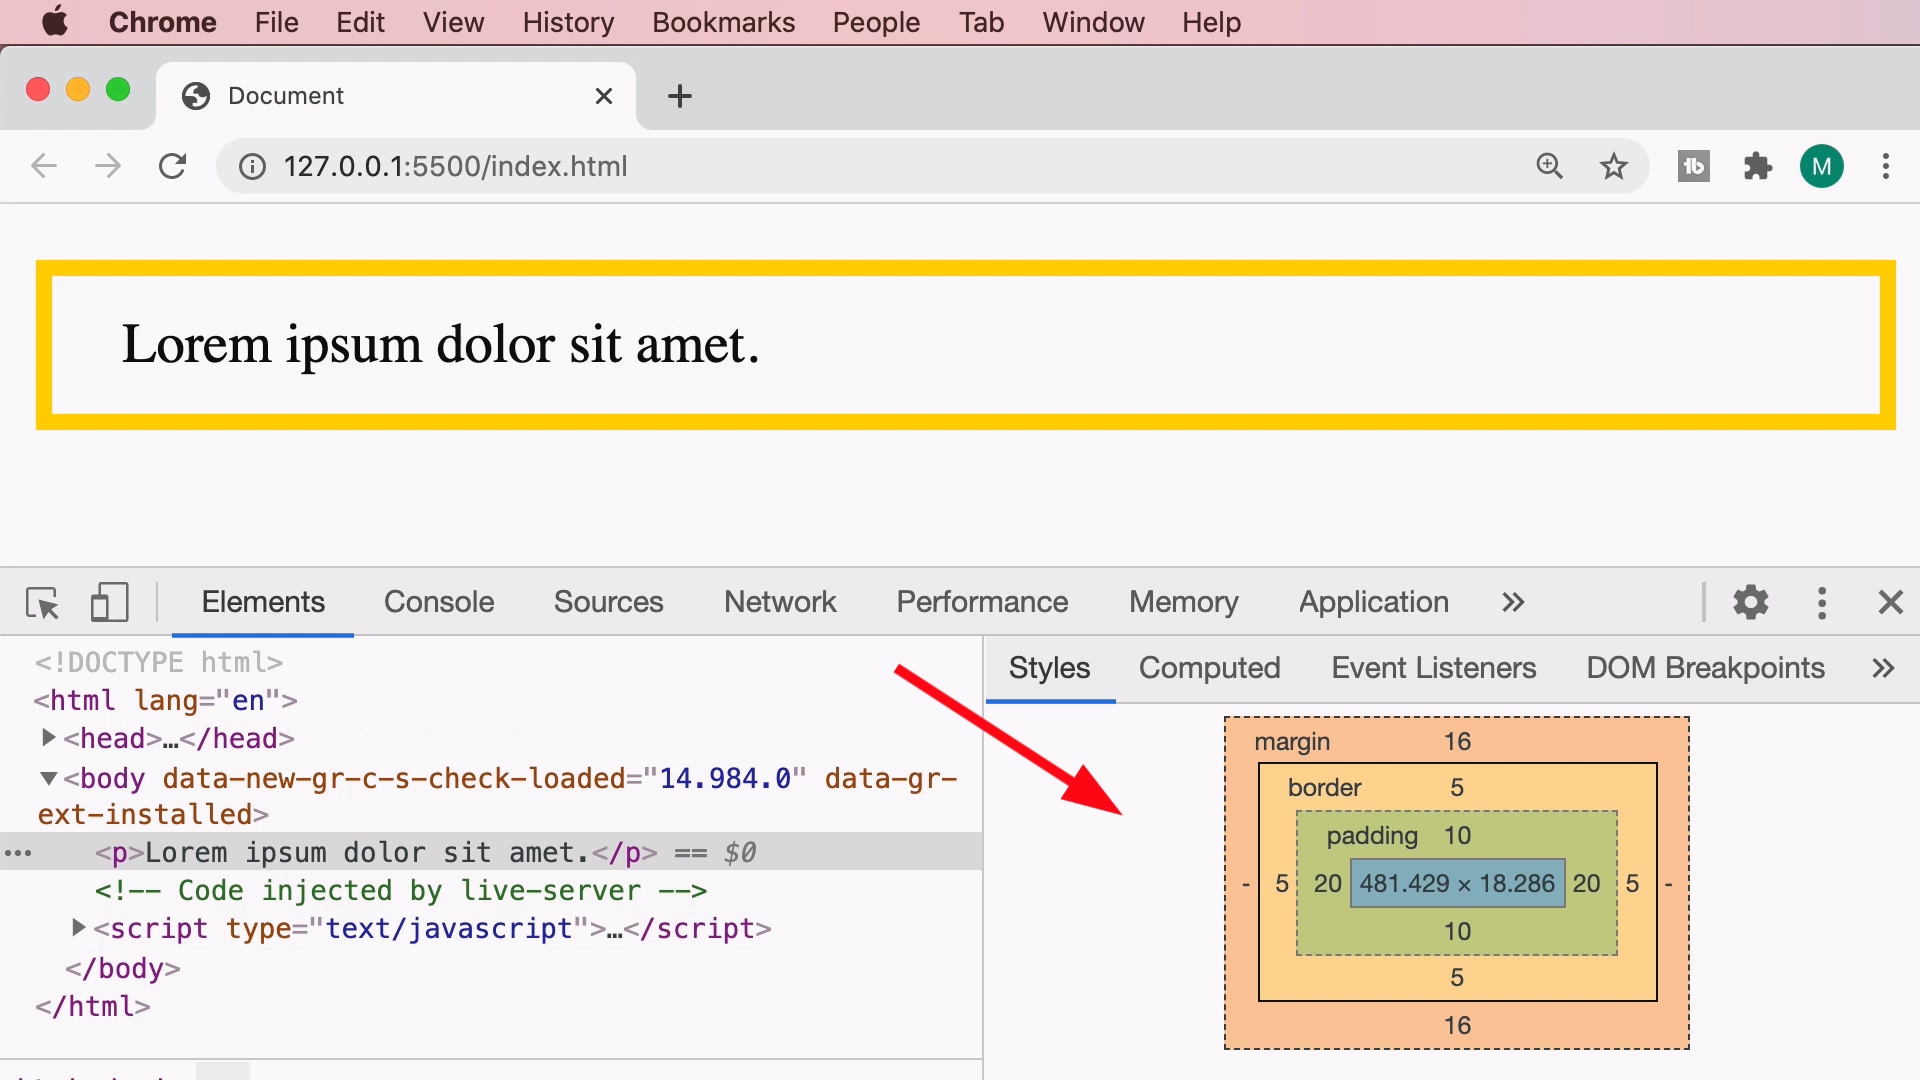 Chrome File Edit View History Bookmarks People Tab Window Help
Document
127.0.0.1:5500/index.html
M
Lorem ipsum dolor sit amet.
Elements Console Sources Network Performance Memory Application
<!DOCTYPE html>
<html lang="en">
<head>…</head>
<body data-new-gr-c-s-check-loaded="14.984.0" data-gr-
ext-installed>
<p>Lorem ipsum dolor sit amet.</p> == $0
<!-- Code injected by live-server -->
<script type="text/javascript">…</script>
</body>
</html>
Styles Computed Event Listeners DOM Breakpoints
margin 16
border 5
padding 10
- 5 20 481.429 × 18.286 20 5 -
10
5
16